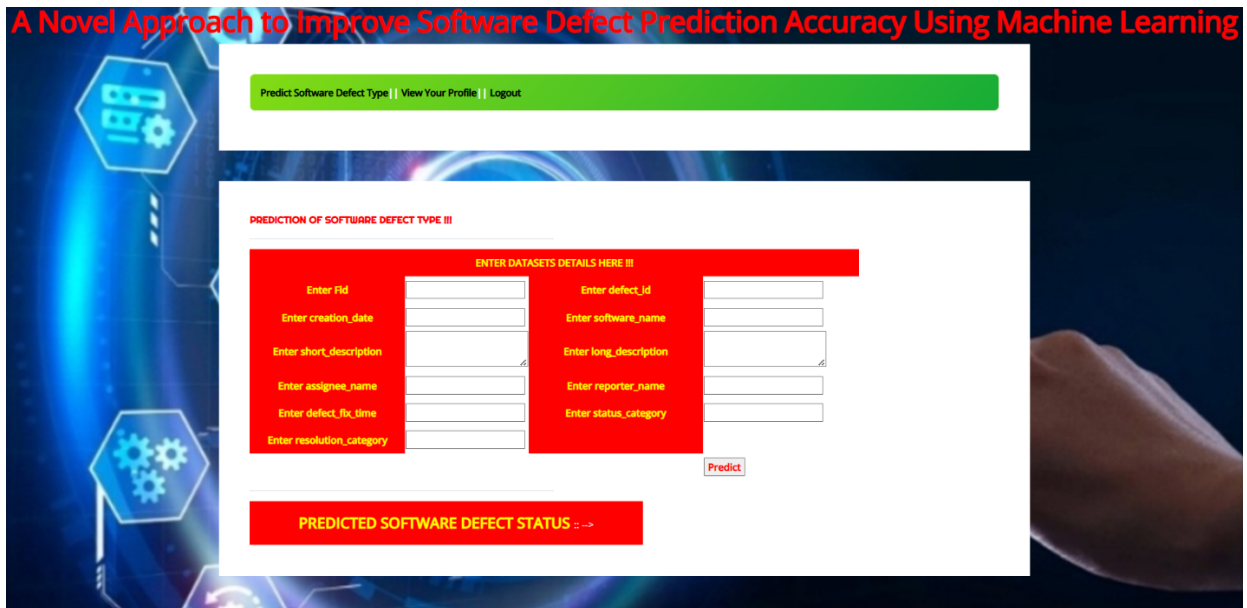 A Novel Approach to Improve Software Defect Prediction Accuracy Using Machine Learning
Predict Software Defect Type || View Your Profile || Logout
PREDICTION OF SOFTWARE DEFECT TYPE !!!
ENTER DATASETS DETAILS HERE !!!
Enter Fid Enter defect_id
Enter creation_date Enter software_name
Enter short_description Enter long_description
Enter assignee_name Enter reporter_name
Enter defect_fix_time Enter status_category
Enter resolution_category
Predict
PREDICTED SOFTWARE DEFECT STATUS :: -->